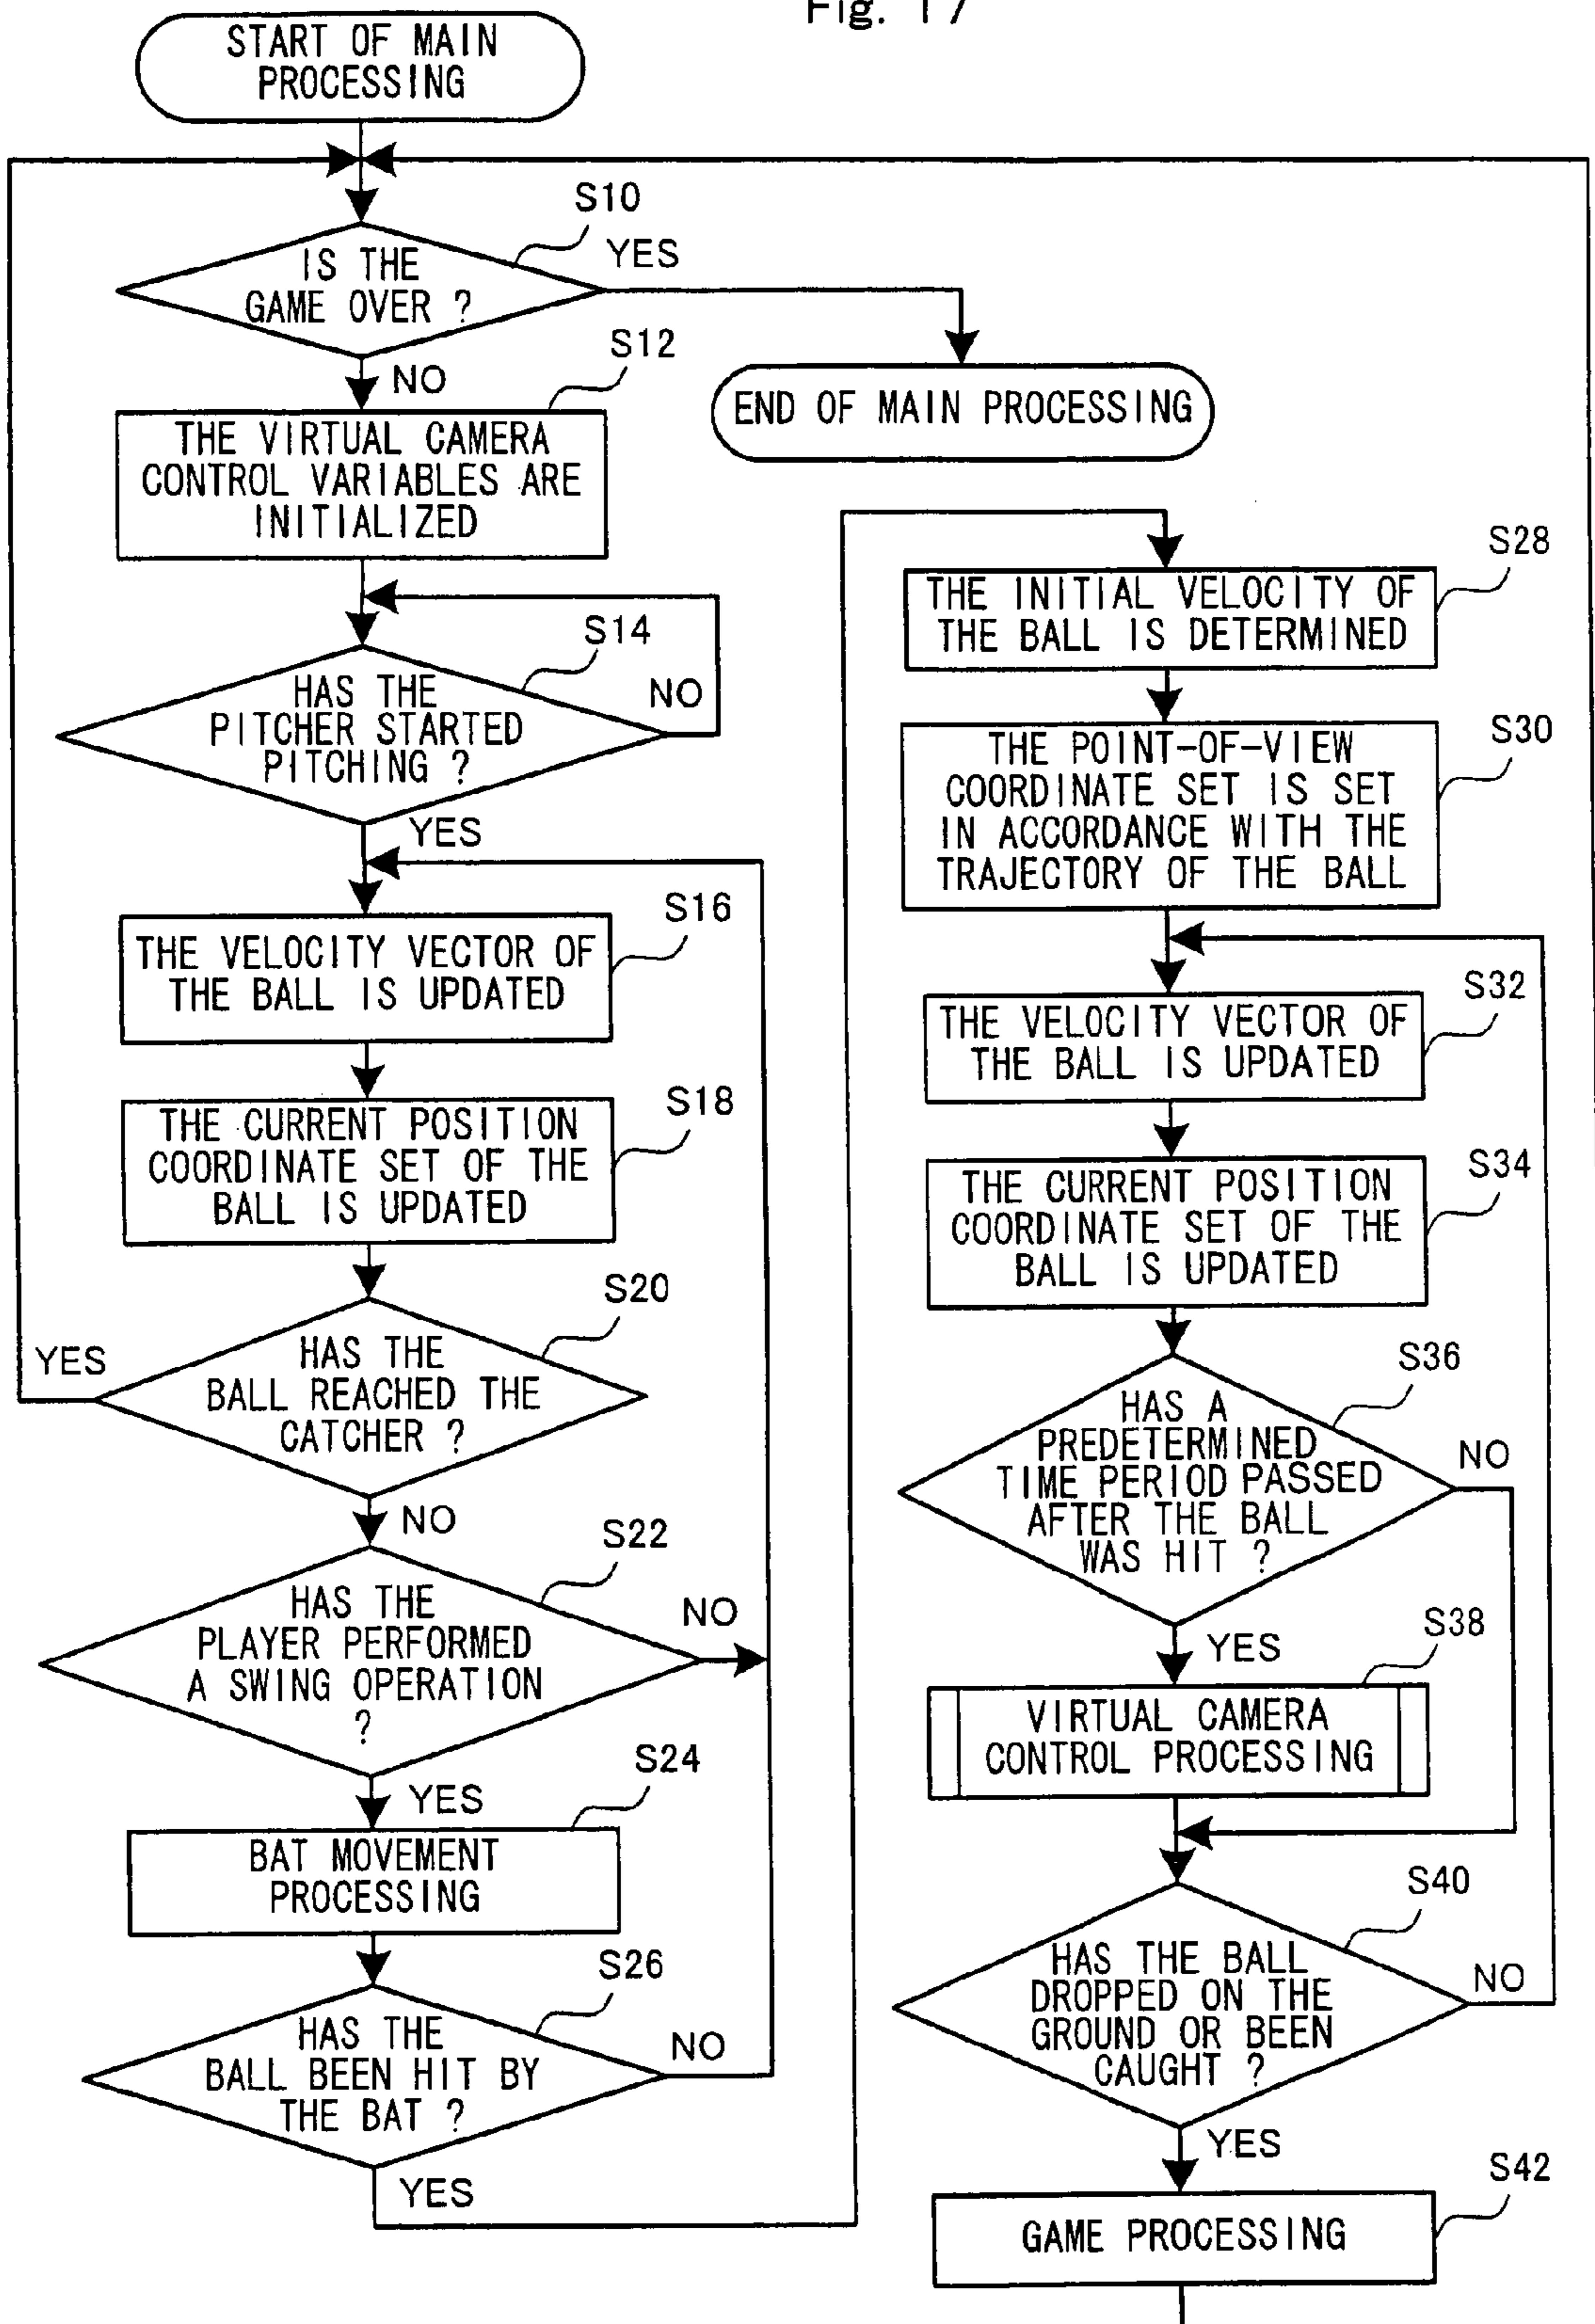 Fig. 17
START OF MAIN
PROCESSING
S10
IS THE
GAME OVER ?
YES
NO
END OF MAIN PROCESSING
S12
THE VIRTUAL CAMERA
CONTROL VARIABLES ARE
INITIALIZED
S14
HAS THE
PITCHER STARTED
PITCHING ?
NO
YES
S16
THE VELOCITY VECTOR OF
THE BALL IS UPDATED
S18
THE CURRENT POSITION
COORDINATE SET OF THE
BALL IS UPDATED
S20
YES
HAS THE
BALL REACHED THE
CATCHER ?
NO
S22
HAS THE
PLAYER PERFORMED
A SWING OPERATION
?
NO
YES
S24
BAT MOVEMENT
PROCESSING
S26
HAS THE
BALL BEEN HIT BY
THE BAT ?
NO
YES
S28
THE INITIAL VELOCITY OF
THE BALL IS DETERMINED
S30
THE POINT-OF-VIEW
COORDINATE SET IS SET
IN ACCORDANCE WITH THE
TRAJECTORY OF THE BALL
S32
THE VELOCITY VECTOR OF
THE BALL IS UPDATED
S34
THE CURRENT POSITION
COORDINATE SET OF THE
BALL IS UPDATED
S36
HAS A
PREDETERMINED
TIME PERIOD PASSED
AFTER THE BALL
WAS HIT ?
NO
YES
S38
VIRTUAL CAMERA
CONTROL PROCESSING
S40
HAS THE BALL
DROPPED ON THE
GROUND OR BEEN
CAUGHT ?
NO
YES
S42
GAME PROCESSING